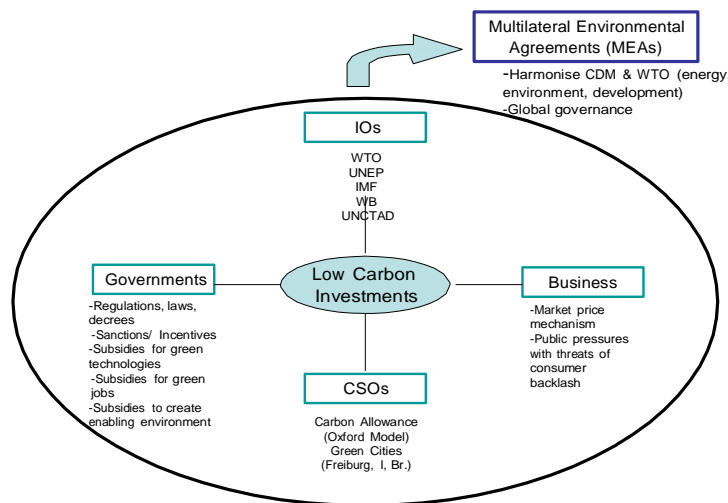 Multilateral Environmental
Agreements (MEAs)
-Harmonise CDM & WTO (energy
environment, development)
-Global governance
IOs
WTO
UNEP
IMF
WB
UNCTAD
Governments
-Regulations, laws,
decrees
-Sanctions/ Incentives
-Subsidies for green
technologies
-Subsidies for green
jobs
-Subsidies to create
enabling environment
Low Carbon
Investments
Business
-Market price
mechanism
-Public pressures
with threats of
consumer
backlash
CSOs
Carbon Allowance
(Oxford Model)
Green Cities
(Freiburg, I, Br.)